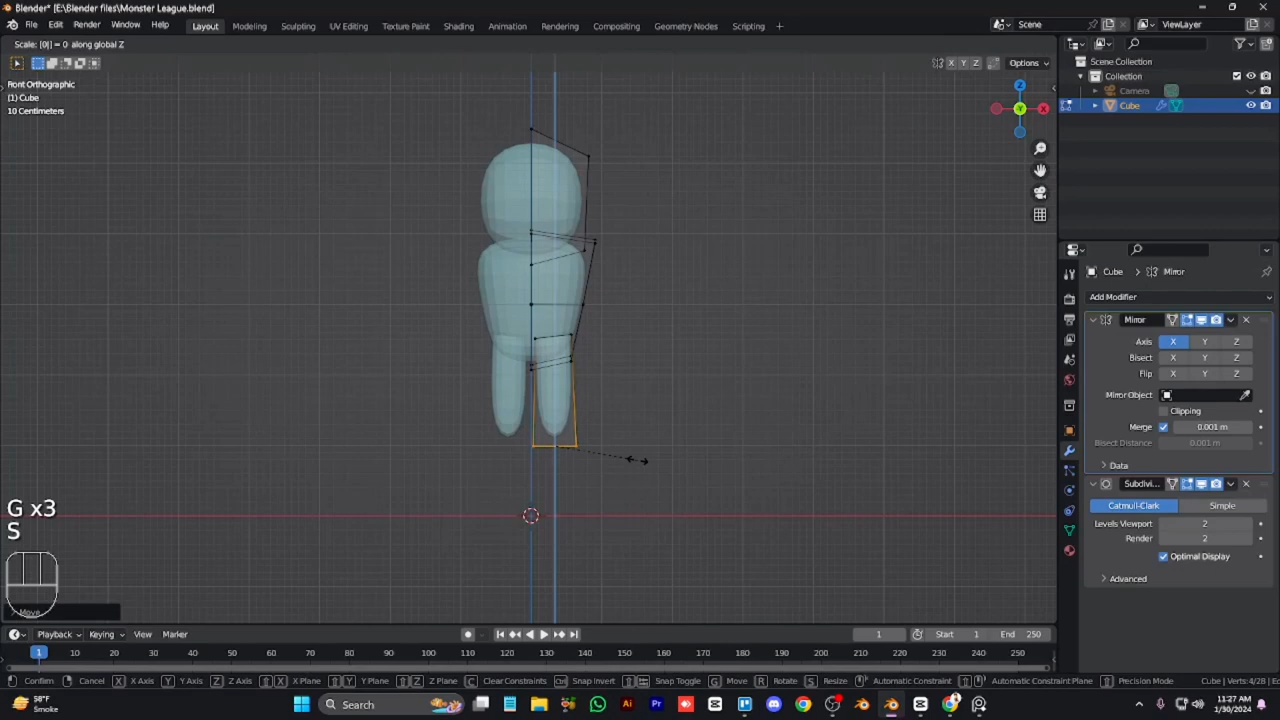 Blender* [E:\Blender files\Monster League.blend]
File Edit Render Window Help Layout Modeling Sculpting UV Editing Texture Paint Shading Animation Rendering Compositing Geometry Nodes Scripting + Scene ViewLayer
Scale: [0|] = 0 along global Z
X Y Z Options
Front Orthographic
(1) Cube
10 Centimeters
Scene Collection
Collection
Camera
Cube
Z
Y
X
Cube > Mirror
Add Modifier
Mirror
Axis X Y Z
Bisect X Y Z
Flip X Y Z
Mirror Object
Clipping
Merge 0.001 m
Bisect Distance 0.001 m
> Data
Subdivi...
Catmull-Clark Simple
Levels Viewport 2
Render 2
Optimal Display
> Advanced
G x3
S
> Move
Playback Keying View Marker 1 Start 1 End 250
1 10 20 30 40 50 60 70 80 90 100 110 120 130 140 150 160 170 180 190 200 210 220 230 240 250
Confirm Cancel X X Axis Y Y Axis Z Z Axis X X Plane Y Y Plane Z Z Plane C Clear Constraints Snap Invert Snap Toggle G Move R Rotate S Resize Automatic Constraint Automatic Constraint Plane Precision Mode (1) Cube | Verts 4/28 | Ed
58°F
Smoke
Search
Ai
Pr
11:27 AM
1/30/2024